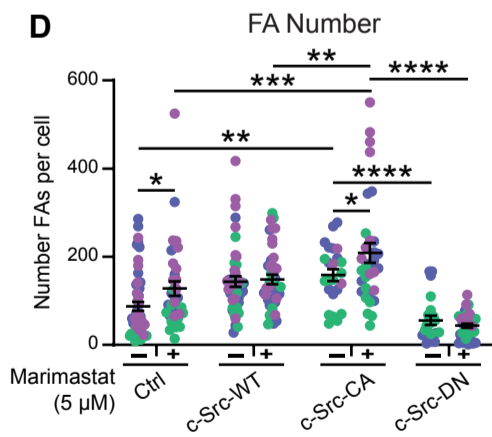 D
FA Number
Number FAs per cell
600
400
200
0
**
***
****
**
****
*
*
− + − + − + − +
Marimastat
(5 µM)
Ctrl
c-Src-WT
c-Src-CA
c-Src-DN